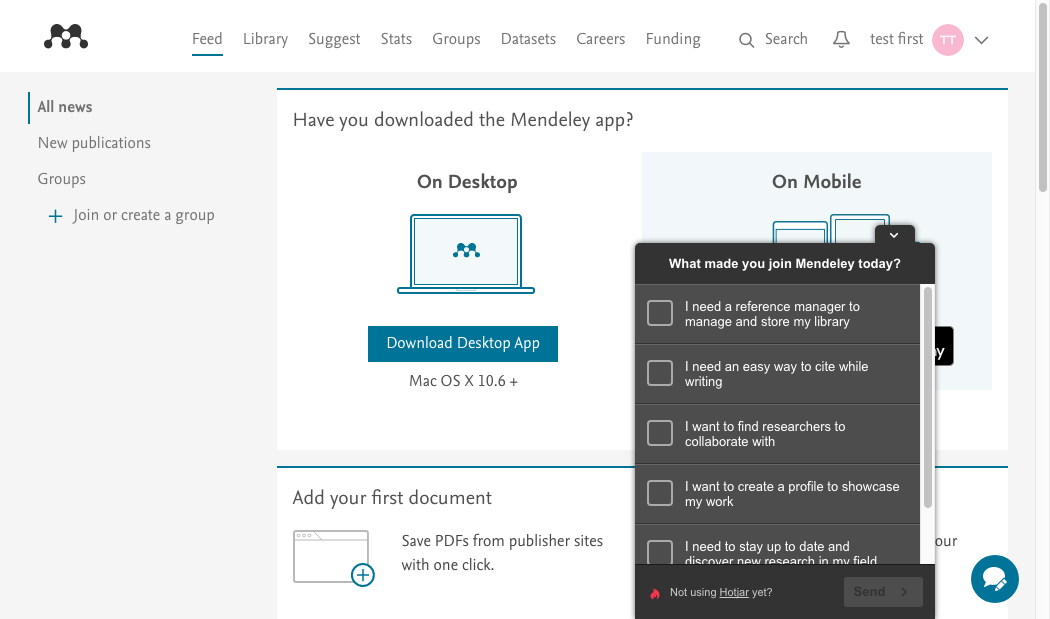 Feed Library Suggest Stats Groups Datasets Careers Funding Search test first TT
All news
New publications
Groups
Join or create a group
Have you downloaded the Mendeley app?
On Desktop
On Mobile
Download Desktop App
Mac OS X 10.6 +
What made you join Mendeley today?
I need a reference manager to
manage and store my library
I need an easy way to cite while
writing
I want to find researchers to
collaborate with
I want to create a profile to showcase
my work
I need to stay up to date and
discover new research in my field
Not using Hotjar yet?
Send
Add your first document
Save PDFs from publisher sites
with one click.